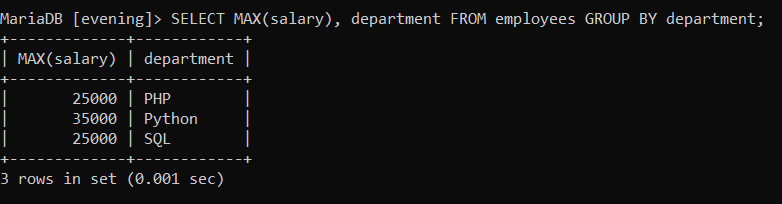 MariaDB [evening]> SELECT MAX(salary), department FROM employees GROUP BY department;
+-------------+------------+
| MAX(salary) | department |
+-------------+------------+
|       25000 | PHP        |
|       35000 | Python     |
|       25000 | SQL        |
+-------------+------------+
3 rows in set (0.001 sec)